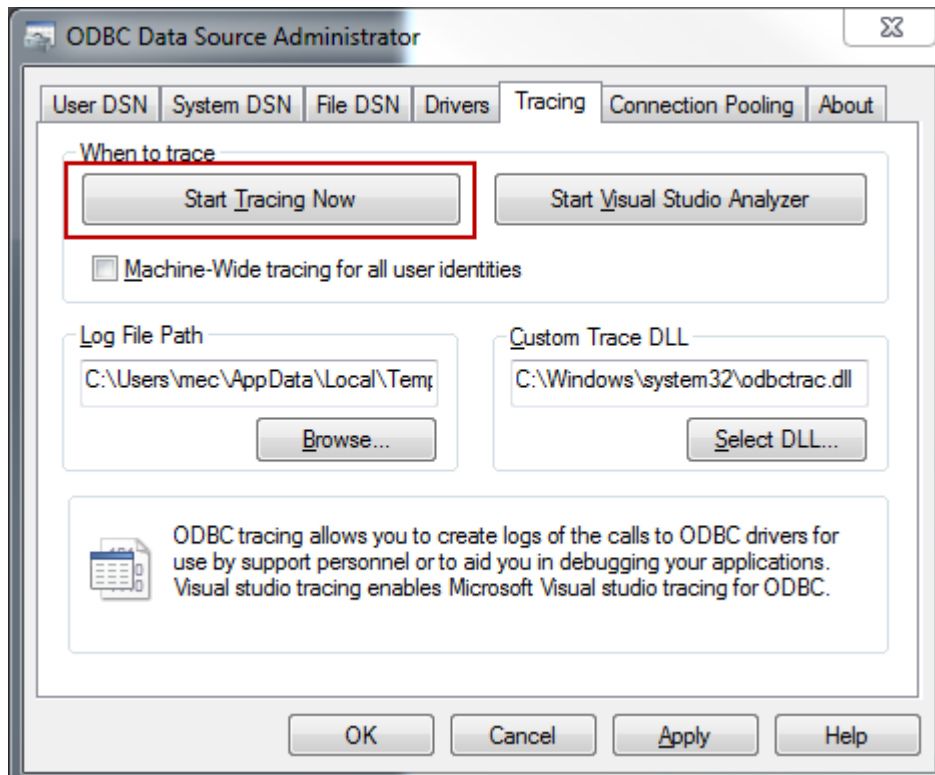 ODBC Data Source Administrator
User DSN System DSN File DSN Drivers Tracing Connection Pooling About
When to trace
Start Tracing Now Start Visual Studio Analyzer
Machine-Wide tracing for all user identities
Log File Path Custom Trace DLL
C:\Users\mec\AppData\Local\Temp C:\Windows\system32\odbctrac.dll
Browse... Select DLL...
ODBC tracing allows you to create logs of the calls to ODBC drivers for
use by support personnel or to aid you in debugging your applications.
Visual studio tracing enables Microsoft Visual studio tracing for ODBC.
OK Cancel Apply Help